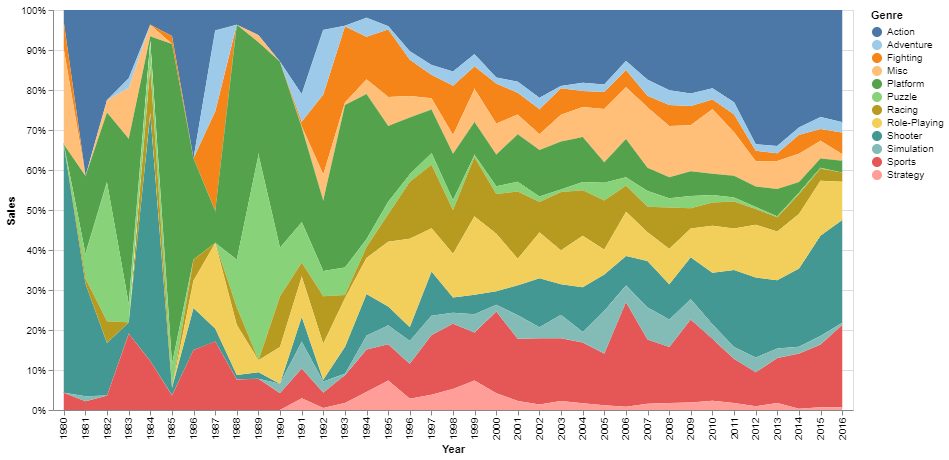 Genre
Action
Adventure
Fighting
Misc
Platform
Puzzle
Racing
Role-Playing
Shooter
Simulation
Sports
Strategy
Sales
100%
90%
80%
70%
60%
50%
40%
30%
20%
10%
0%
1980 1981 1982 1983 1984 1985 1986 1987 1988 1989 1990 1991 1992 1993 1994 1995 1996 1997 1998 1999 2000 2001 2002 2003 2004 2005 2006 2007 2008 2009 2010 2011 2012 2013 2014 2015 2016
Year